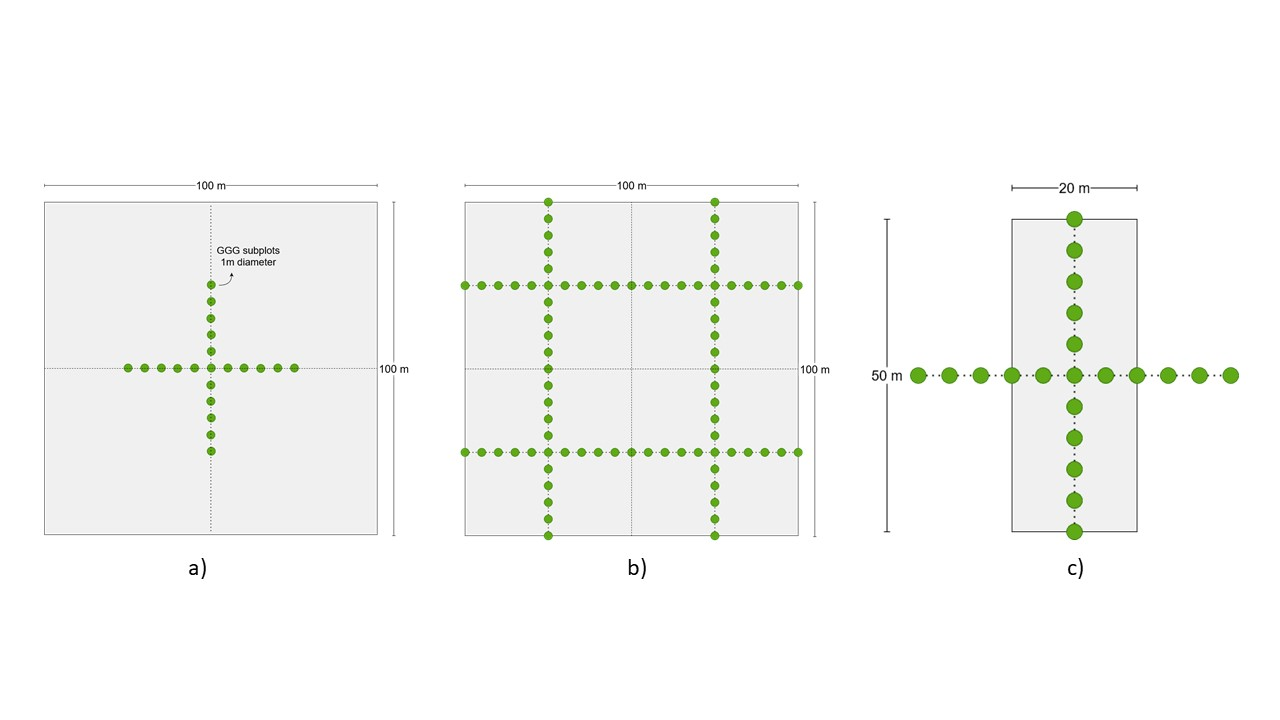 100 m
GGG subplots
1m diameter
100 m
a)
100 m
100 m
b)
20 m
50 m
c)